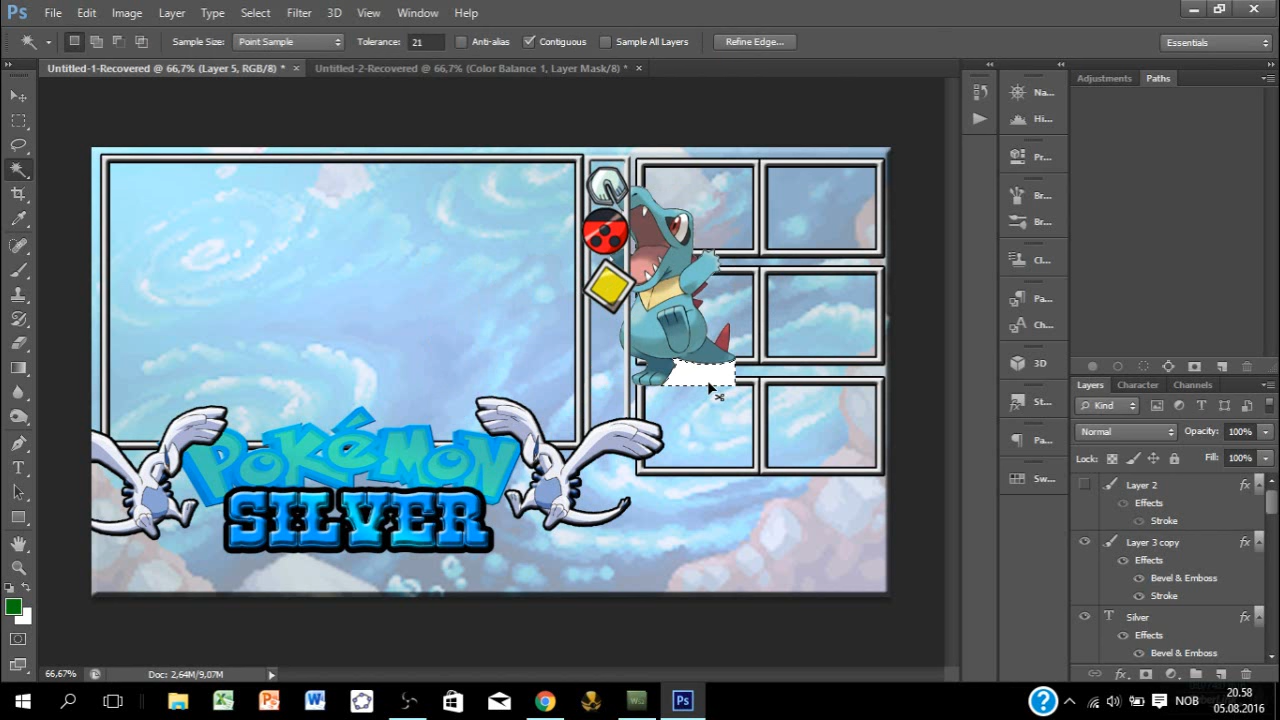 Ps File Edit Image Layer Type Select Filter 3D View Window Help
Sample Size: Point Sample Tolerance: 21 Anti-alias Contiguous Sample All Layers Refine Edge... Essentials
Untitled-1-Recovered @ 66,7% (Layer 5, RGB/8) * × Untitled-2-Recovered @ 66,7% (Color Balance 1, Layer Mask/8) * ×
Adjustments Paths
Na...
Hi...
Pr...
Br...
Br...
Cl...
Pa...
Ch...
3D
St...
Pa...
Sw...
Layers Character Channels
Kind
Normal Opacity: 100%
Lock: Fill: 100%
Layer 2 fx
Effects
Stroke
Layer 3 copy fx
Effects
Bevel & Emboss
Stroke
T Silver fx
Effects
Bevel & Emboss
Pokémon
SILVER
66,67% Doc: 2,64M/9,07M
NOB
20.58
05.08.2016